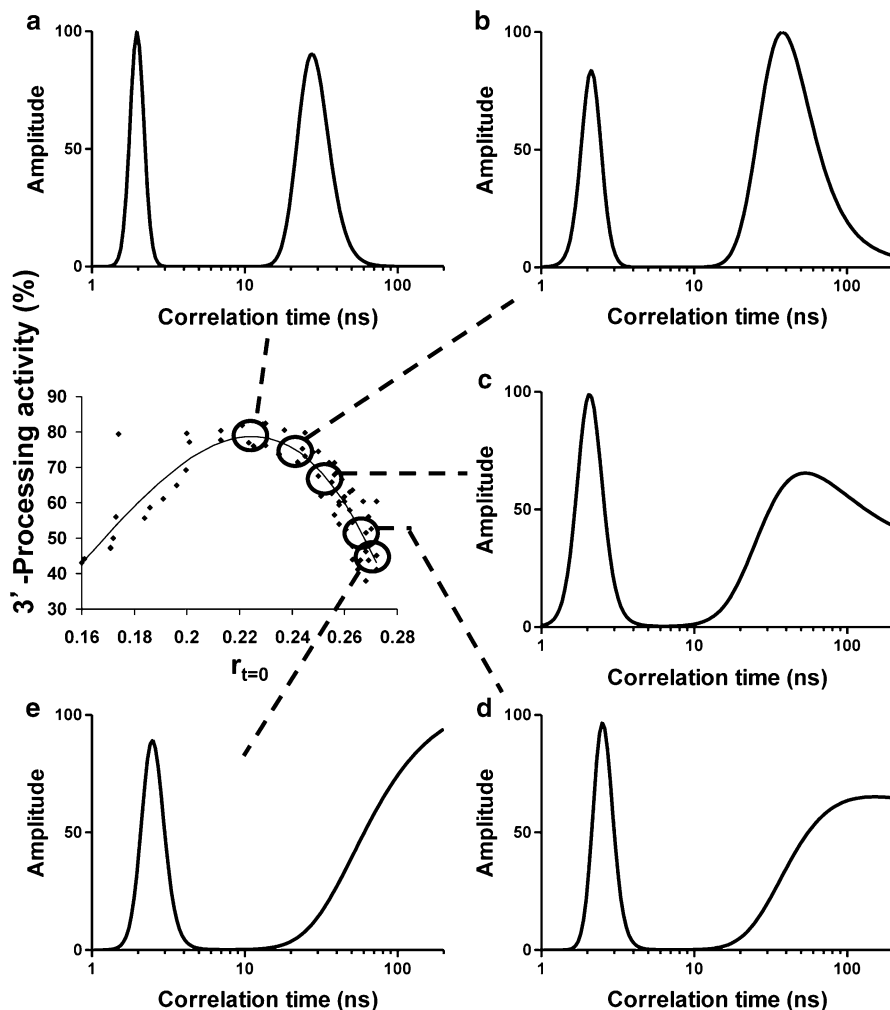 a
100
50
0
Amplitude
1
10
100
Correlation time (ns)
b
100
50
0
Amplitude
1
10
100
Correlation time (ns)
3’-Processing activity (%)
90
80
70
60
50
40
30
0.16
0.18
0.2
0.22
0.24
0.26
0.28
r t=0
c
100
50
0
Amplitude
1
10
100
Correlation time (ns)
e
100
50
0
Amplitude
1
10
100
Correlation time (ns)
d
100
50
0
Amplitude
1
10
100
Correlation time (ns)